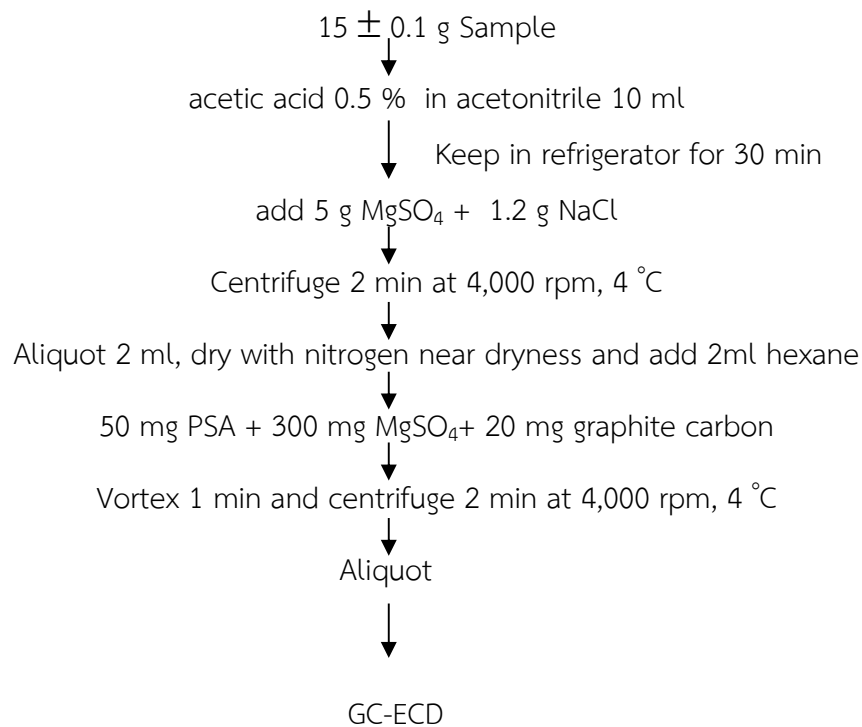 15 ± 0.1 g Sample
acetic acid 0.5 % in acetonitrile 10 ml
Keep in refrigerator for 30 min
add 5 g MgSO₄ + 1.2 g NaCl
Centrifuge 2 min at 4,000 rpm, 4 °C
Aliquot 2 ml, dry with nitrogen near dryness and add 2ml hexane
50 mg PSA + 300 mg MgSO₄+ 20 mg graphite carbon
Vortex 1 min and centrifuge 2 min at 4,000 rpm, 4 °C
Aliquot
GC-ECD